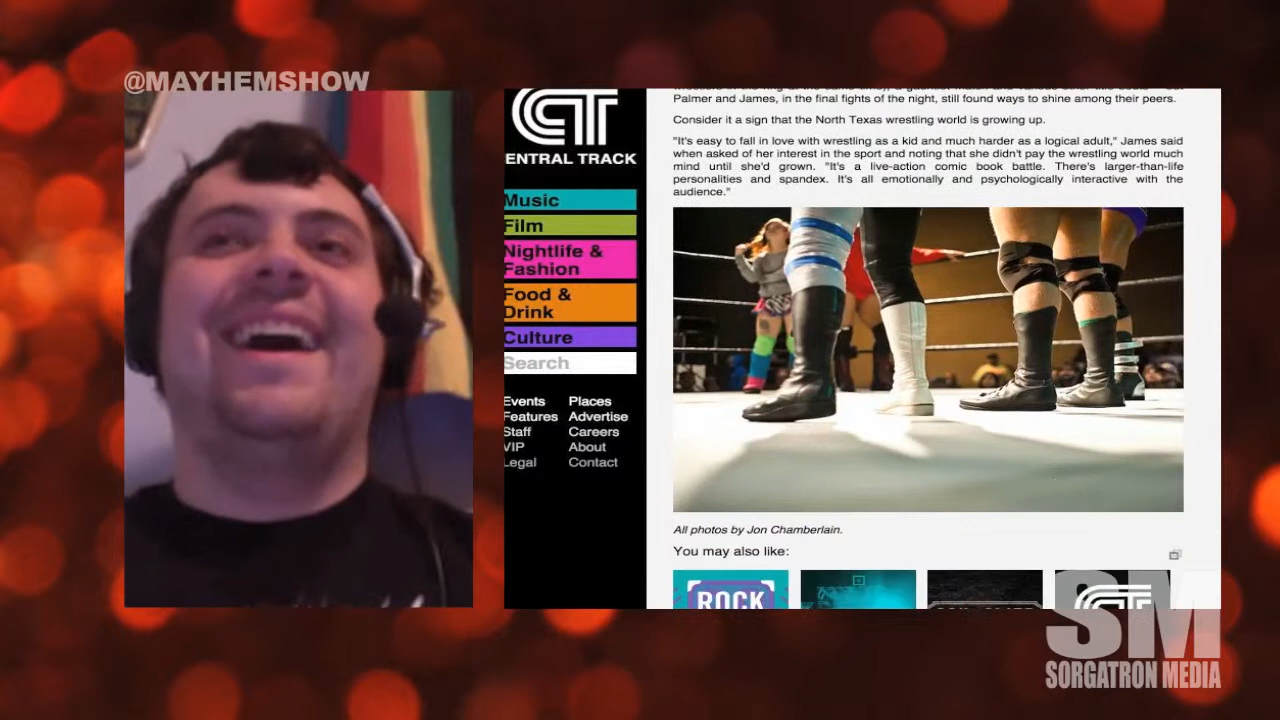 @MAYHEMSHOW
ENTRAL TRACK
Music
Film
Nightlife &
Fashion
Food &
Drink
Culture
Search
Events
Features
Staff
VIP
Legal
Places
Advertise
Careers
About
Contact
Palmer and James, in the final fights of the night, still found ways to shine among their peers.
Consider it a sign that the North Texas wrestling world is growing up.
"It's easy to fall in love with wrestling as a kid and much harder as a logical adult," James said
when asked of her interest in the sport and noting that she didn't pay the wrestling world much
mind until she'd grown. "It's a live-action comic book battle. There's larger-than-life
personalities and spandex. It's all emotionally and psychologically interactive with the
audience."
All photos by Jon Chamberlain.
You may also like:
ROCK
SM
SORGATRON MEDIA